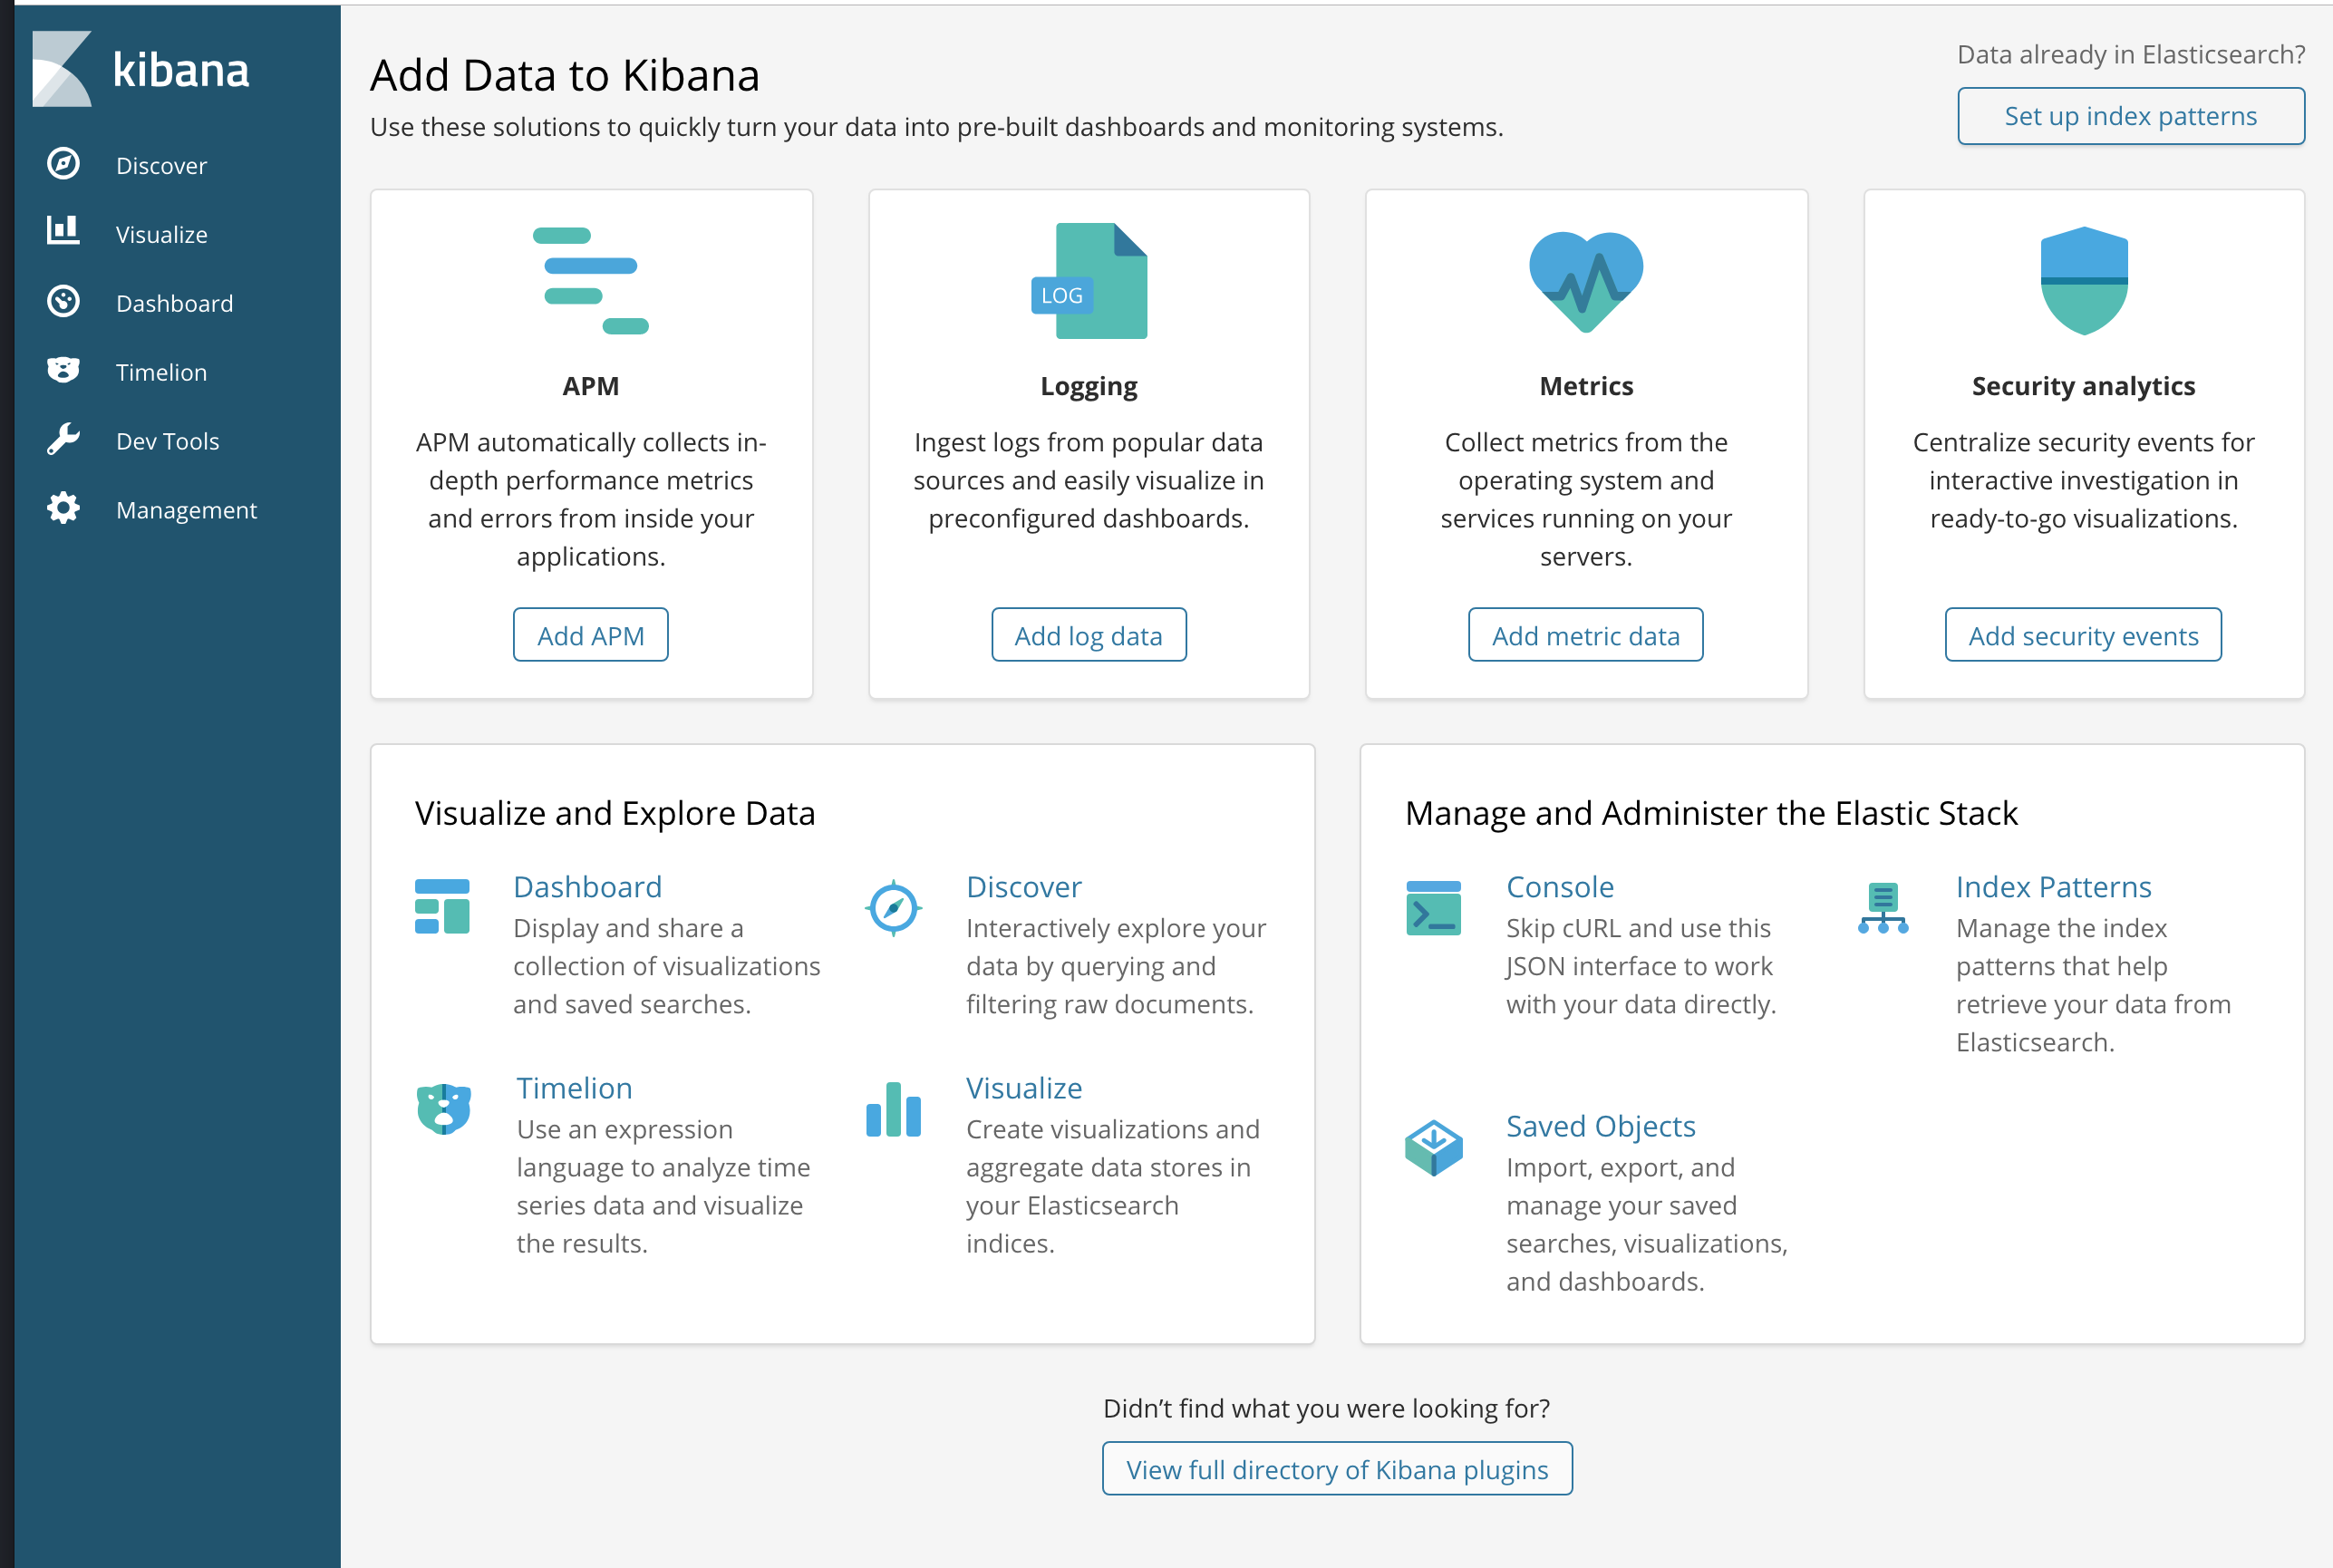 kibana
Discover
Visualize
Dashboard
Timelion
Dev Tools
Management
Add Data to Kibana
Use these solutions to quickly turn your data into pre-built dashboards and monitoring systems.
Data already in Elasticsearch?
Set up index patterns
APM
APM automatically collects in-
depth performance metrics
and errors from inside your
applications.
Add APM
LOG
Logging
Ingest logs from popular data
sources and easily visualize in
preconfigured dashboards.
Add log data
Metrics
Collect metrics from the
operating system and
services running on your
servers.
Add metric data
Security analytics
Centralize security events for
interactive investigation in
ready-to-go visualizations.
Add security events
Visualize and Explore Data
Dashboard
Display and share a
collection of visualizations
and saved searches.
Discover
Interactively explore your
data by querying and
filtering raw documents.
Timelion
Use an expression
language to analyze time
series data and visualize
the results.
Visualize
Create visualizations and
aggregate data stores in
your Elasticsearch
indices.
Manage and Administer the Elastic Stack
Console
Skip cURL and use this
JSON interface to work
with your data directly.
Index Patterns
Manage the index
patterns that help
retrieve your data from
Elasticsearch.
Saved Objects
Import, export, and
manage your saved
searches, visualizations,
and dashboards.
Didn’t find what you were looking for?
View full directory of Kibana plugins